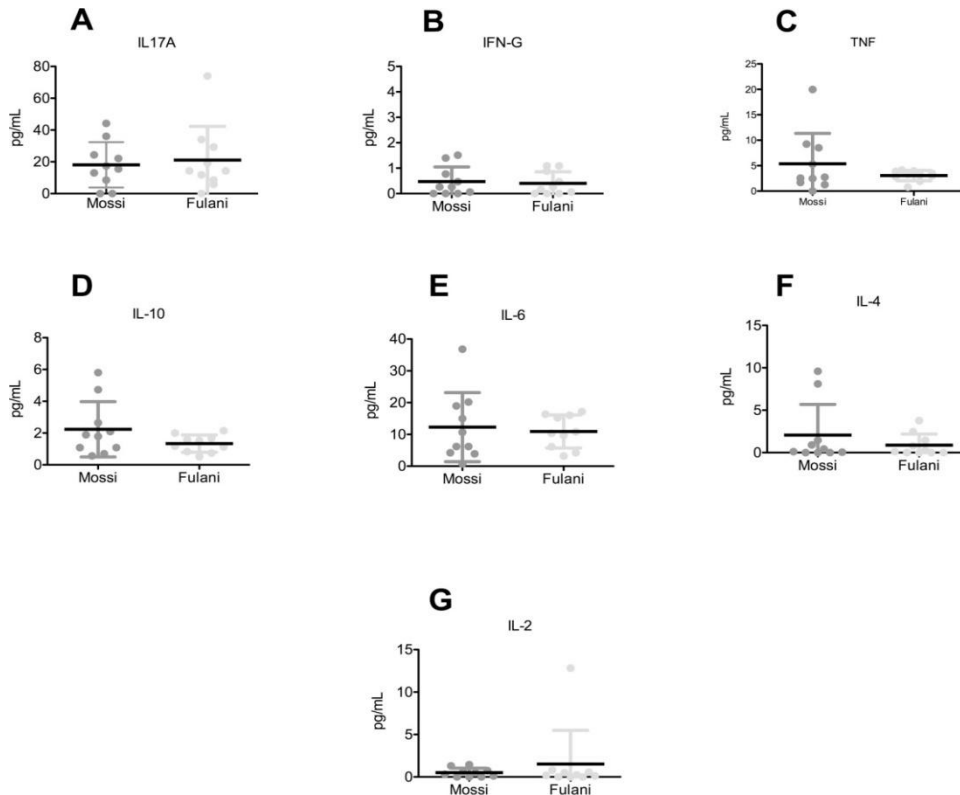 A
IL17A
pg/mL
80
60
40
20
0
Mossi
Fulani
B
IFN-G
pg/mL
5
4
3
2
1
0
Mossi
Fulani
C
TNF
pg/mL
25
20
15
10
5
0
Mossi
Fulani
D
IL-10
pg/mL
8
6
4
2
0
Mossi
Fulani
E
IL-6
pg/mL
40
30
20
10
0
Mossi
Fulani
F
IL-4
pg/mL
15
10
5
0
Mossi
Fulani
G
IL-2
pg/mL
15
10
5
0
Mossi
Fulani